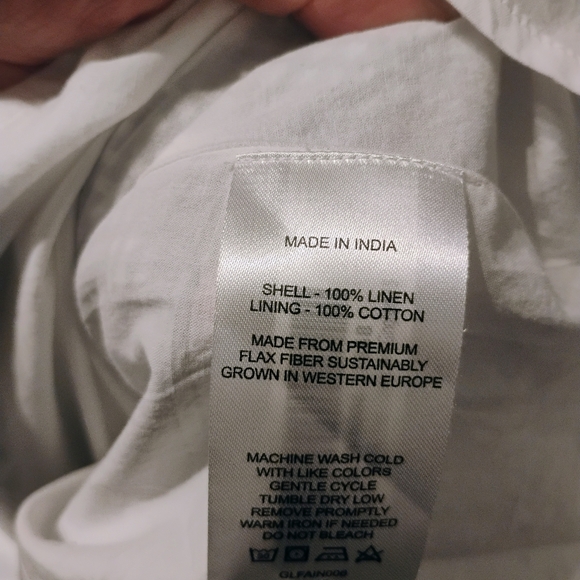 MADE IN INDIA
SHELL - 100% LINEN
LINING - 100% COTTON
MADE FROM PREMIUM
FLAX FIBER SUSTAINABLY
GROWN IN WESTERN EUROPE
MACHINE WASH COLD
WITH LIKE COLORS
GENTLE CYCLE
TUMBLE DRY LOW
REMOVE PROMPTLY
WARM IRON IF NEEDED
DO NOT BLEACH
GLFAIN008